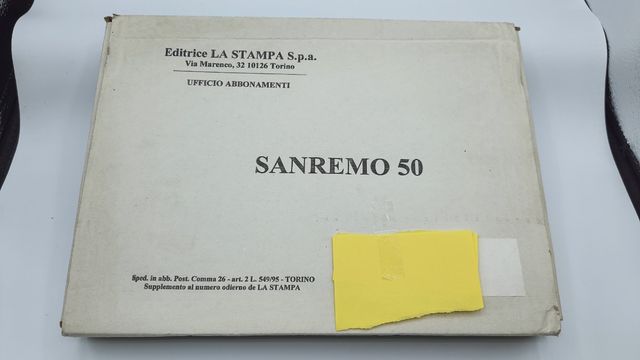 Editrice LA STAMPA S.p.a.
Via Marenco, 32 10126 Torino
UFFICIO ABBONAMENTI
SANREMO 50
Sped. in abb. Post. Comma 26 - art. 2 L. 549/95 - TORINO
Supplemento al numero odierno de LA STAMPA